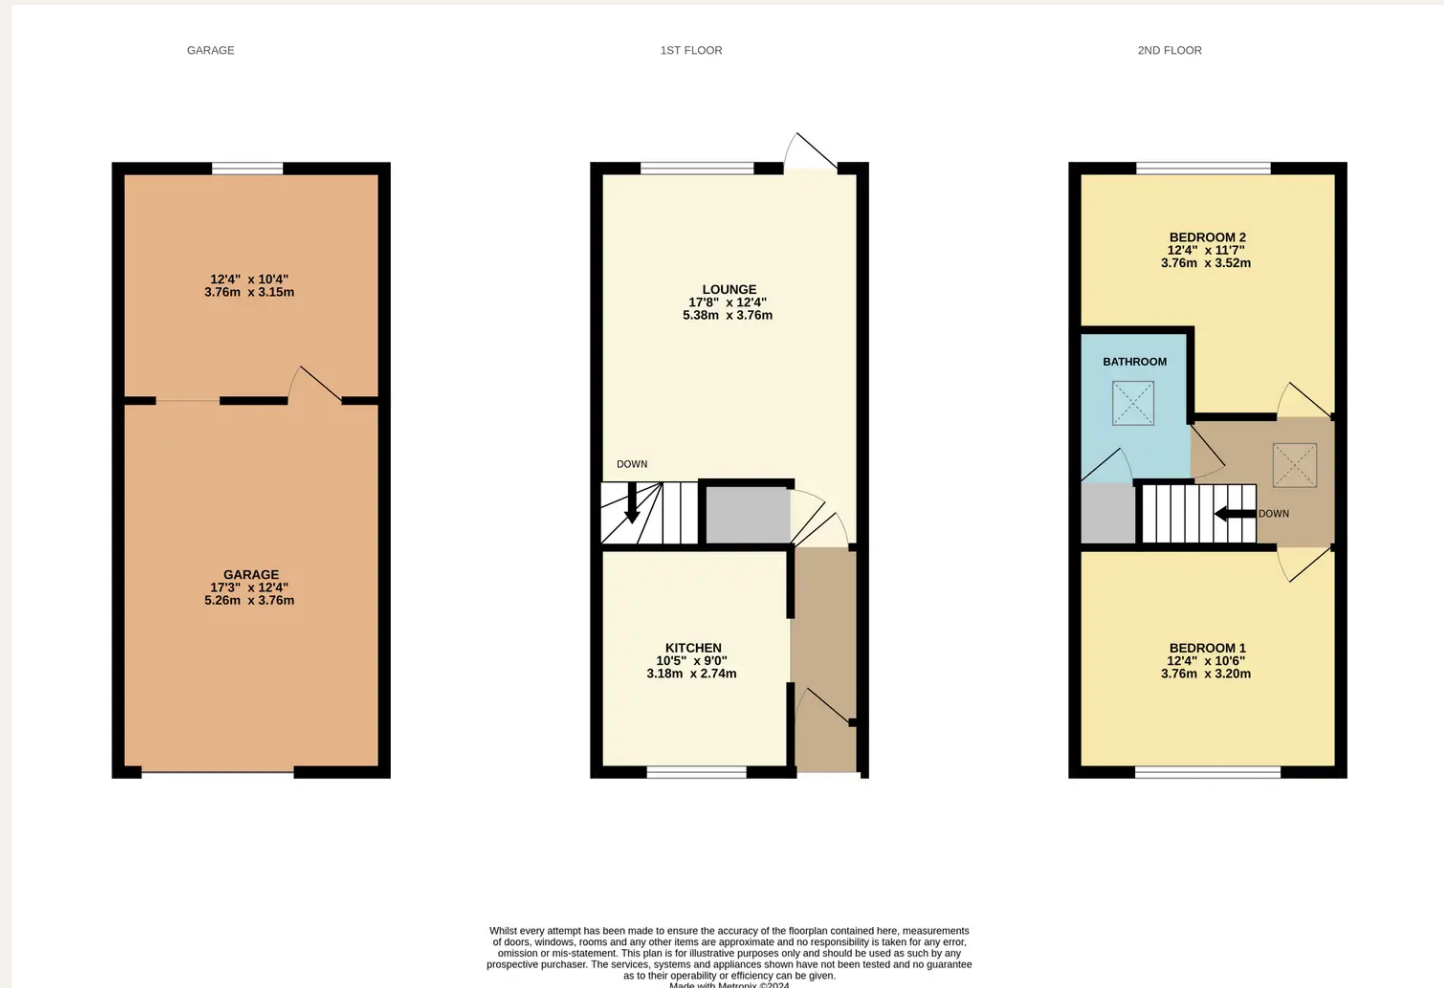 GARAGE
1ST FLOOR
2ND FLOOR
12'4" x 10'4"
3.76m x 3.15m
GARAGE
17'3" x 12'4"
5.26m x 3.76m
LOUNGE
17'8" x 12'4"
5.38m x 3.76m
DOWN
KITCHEN
10'5" x 9'0"
3.18m x 2.74m
BEDROOM 2
12'4" x 11'7"
3.76m x 3.52m
BATHROOM
DOWN
BEDROOM 1
12'4" x 10'6"
3.76m x 3.20m
Whilst every attempt has been made to ensure the accuracy of the floorplan contained here, measurements
of doors, windows, rooms and any other items are approximate and no responsibility is taken for any error,
omission or mis-statement. This plan is for illustrative purposes only and should be used as such by any
prospective purchaser. The services, systems and appliances shown have not been tested and no guarantee
as to their operability or efficiency can be given.
Made with Metropix ©2024